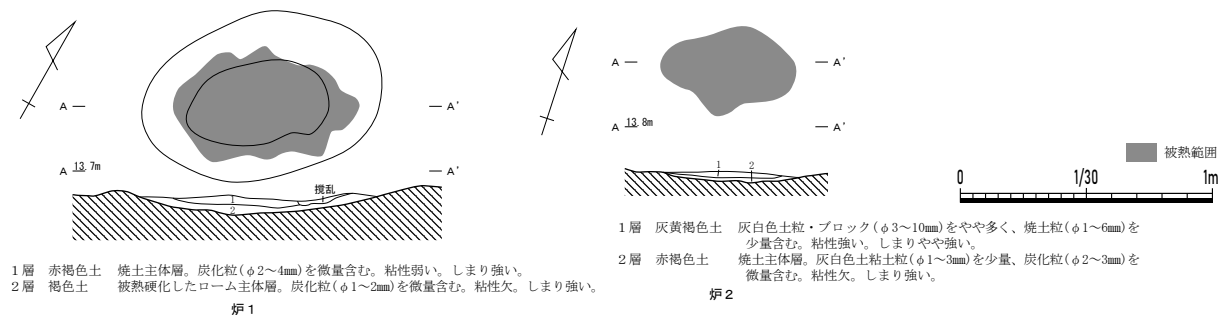 A
A'
13.7m
A
A'
撹乱
1
2
1層 赤褐色土 焼土主体層。炭化粒(φ2～4mm)を微量含む。粘性弱い。しまり強い。
2層 褐色土 被熱硬化したローム主体層。炭化粒(φ1～2mm)を微量含む。粘性欠。しまり強い。
炉1
A
A'
A
13.8m
A'
1
2
1層 灰黄褐色土 灰白色土粒・ブロック(φ3～10mm)をやや多く、焼土粒(φ1～6mm)を
少量含む。粘性強い。しまりやや強い。
2層 赤褐色土 焼土主体層。灰白色土粘土粒(φ1～3mm)を少量、炭化粒(φ2～3mm)を
微量含む。粘性欠。しまり強い。
炉2
被熱範囲
0 1/30 1m